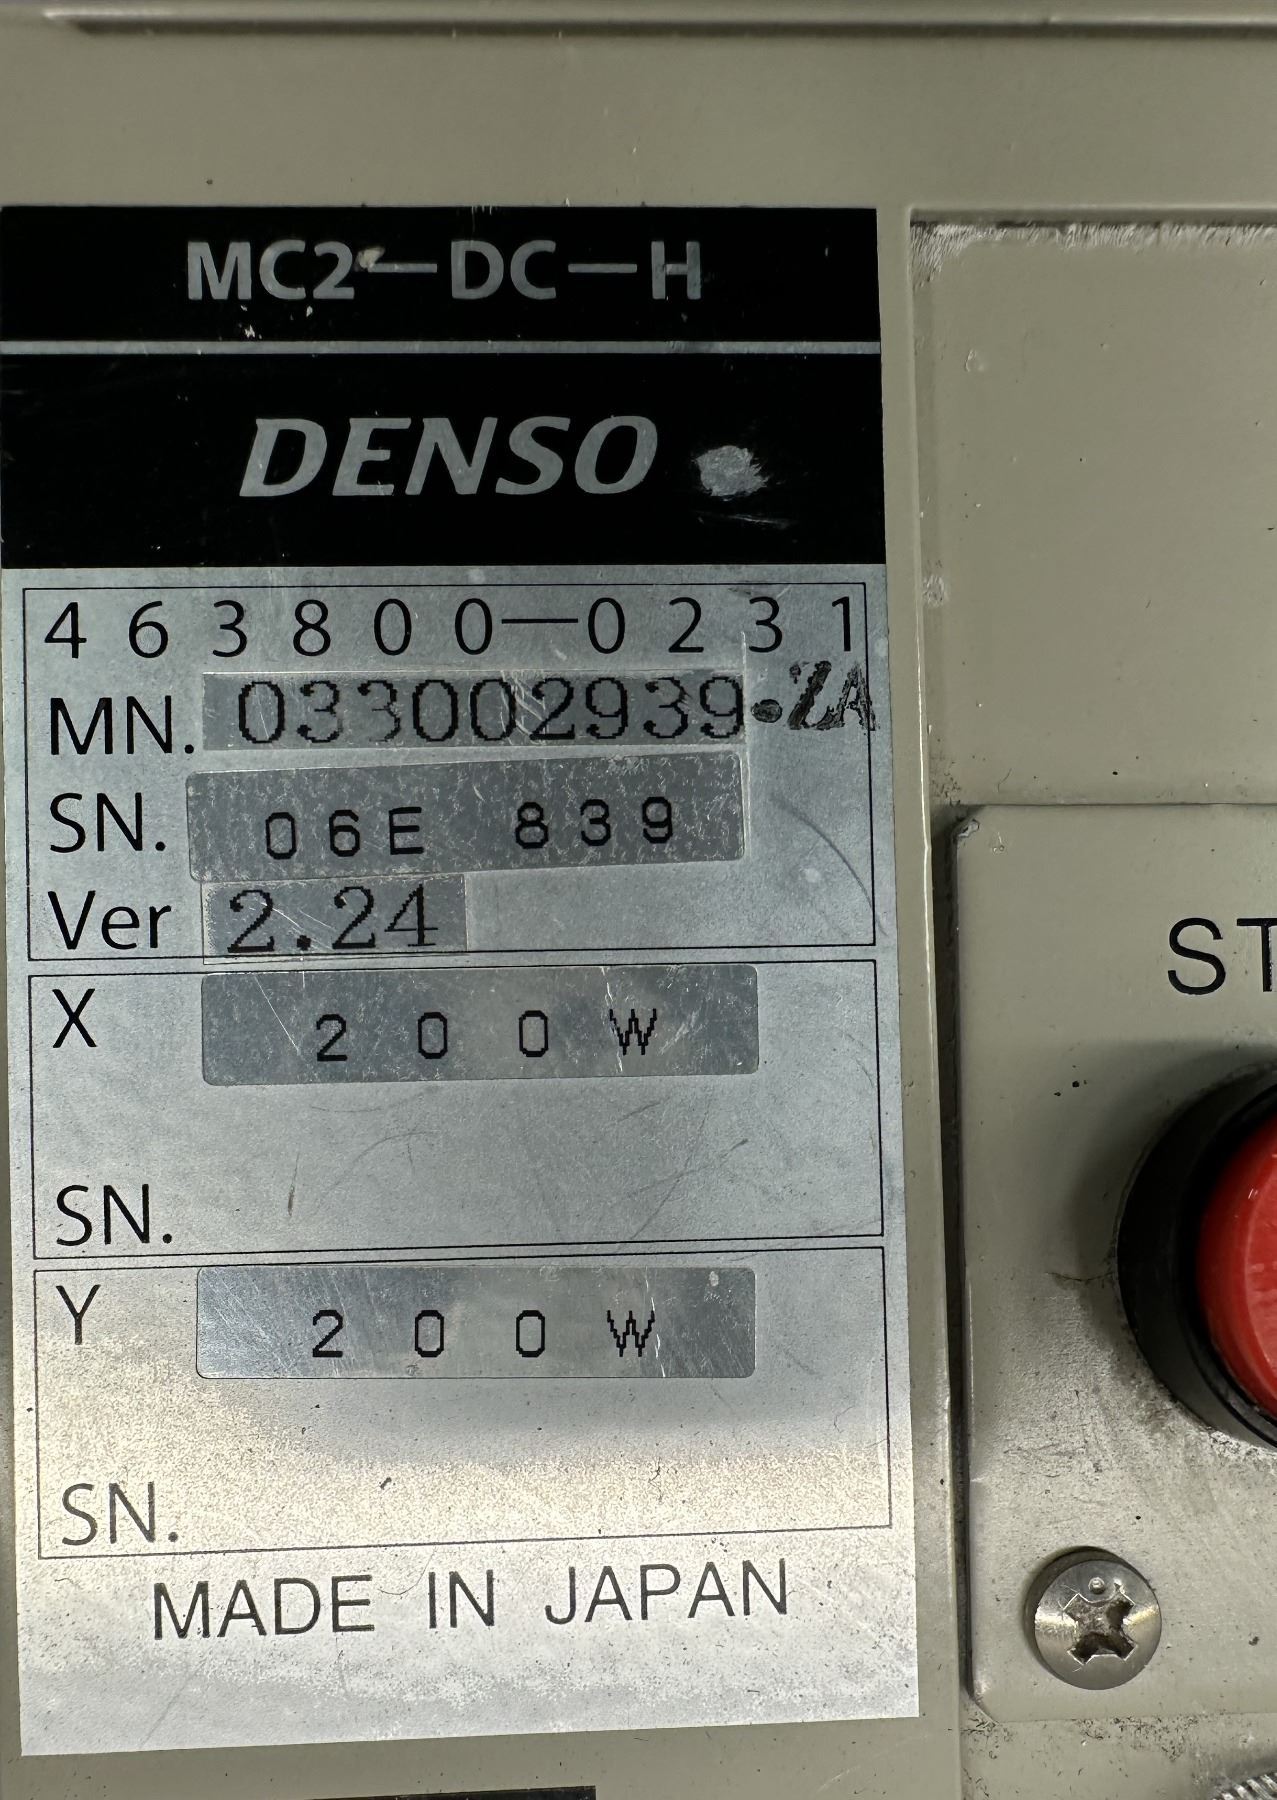 MC2-DC-H
DENSO
463800-0231
MN. 033002939.ZA
SN. 06E 839
Ver 2.24
X 200W
SN.
Y 200W
SN.
MADE IN JAPAN
ST